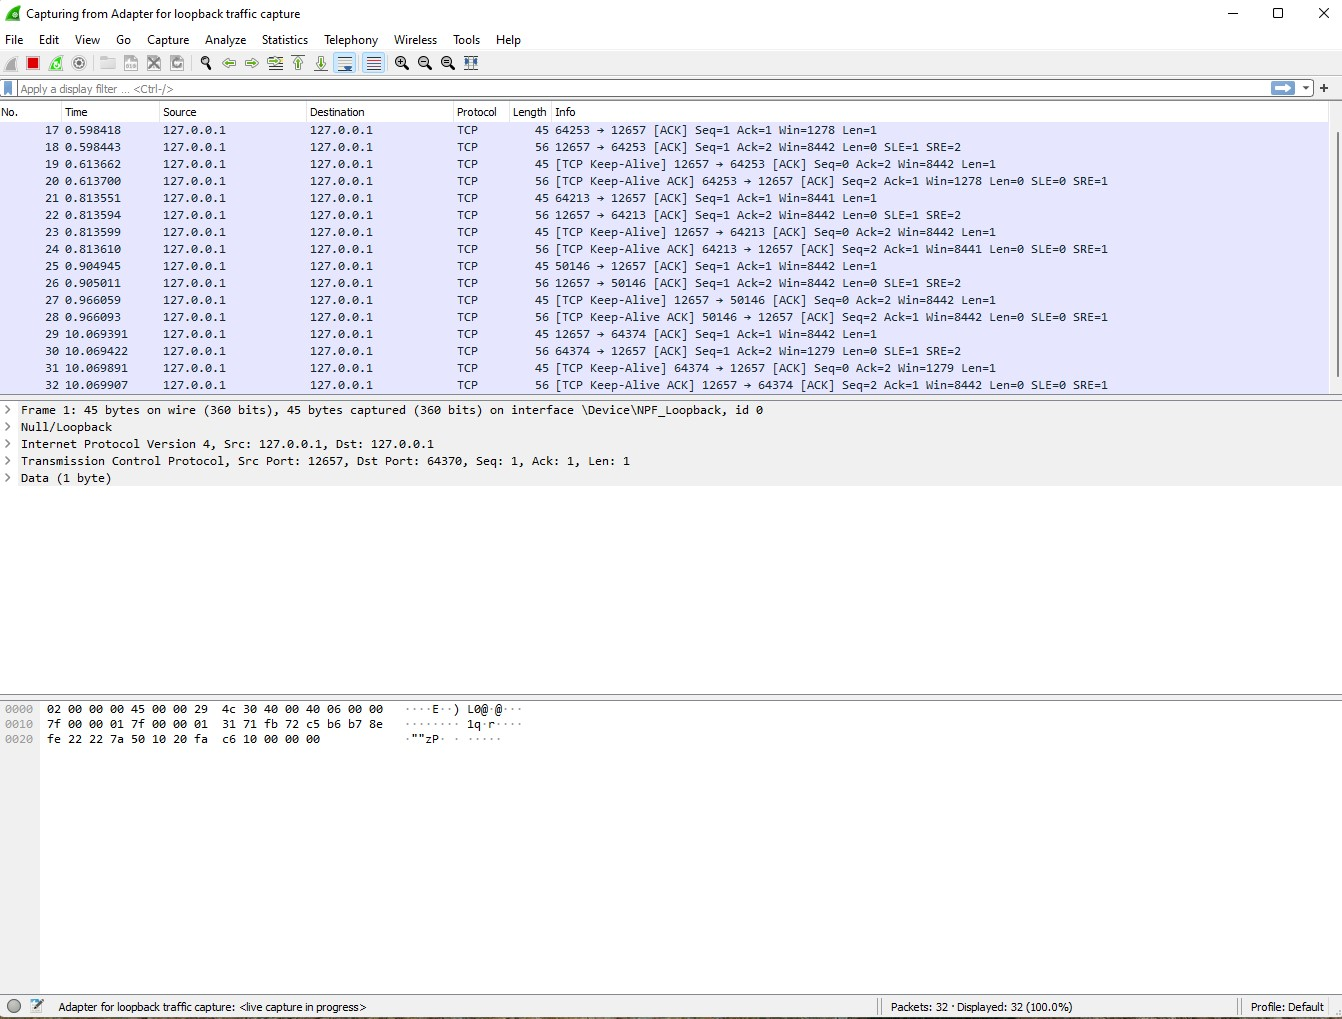 Capturing from Adapter for loopback traffic capture
File Edit View Go Capture Analyze Statistics Telephony Wireless Tools Help
Apply a display filter ... <Ctrl-/>
No. Time Source Destination Protocol Length Info
17 0.598418 127.0.0.1 127.0.0.1 TCP 45 64253 → 12657 [ACK] Seq=1 Ack=1 Win=1278 Len=1
18 0.598443 127.0.0.1 127.0.0.1 TCP 56 12657 → 64253 [ACK] Seq=1 Ack=2 Win=8442 Len=0 SLE=1 SRE=2
19 0.613662 127.0.0.1 127.0.0.1 TCP 45 [TCP Keep-Alive] 12657 → 64253 [ACK] Seq=0 Ack=2 Win=8442 Len=1
20 0.613700 127.0.0.1 127.0.0.1 TCP 56 [TCP Keep-Alive ACK] 64253 → 12657 [ACK] Seq=2 Ack=1 Win=1278 Len=0 SLE=0 SRE=1
21 0.813551 127.0.0.1 127.0.0.1 TCP 45 64213 → 12657 [ACK] Seq=1 Ack=1 Win=8441 Len=1
22 0.813594 127.0.0.1 127.0.0.1 TCP 56 12657 → 64213 [ACK] Seq=1 Ack=2 Win=8442 Len=0 SLE=1 SRE=2
23 0.813599 127.0.0.1 127.0.0.1 TCP 45 [TCP Keep-Alive] 12657 → 64213 [ACK] Seq=0 Ack=2 Win=8442 Len=1
24 0.813610 127.0.0.1 127.0.0.1 TCP 56 [TCP Keep-Alive ACK] 64213 → 12657 [ACK] Seq=2 Ack=1 Win=8441 Len=0 SLE=0 SRE=1
25 0.904945 127.0.0.1 127.0.0.1 TCP 45 50146 → 12657 [ACK] Seq=1 Ack=1 Win=8442 Len=1
26 0.905011 127.0.0.1 127.0.0.1 TCP 56 12657 → 50146 [ACK] Seq=1 Ack=2 Win=8442 Len=0 SLE=1 SRE=2
27 0.966059 127.0.0.1 127.0.0.1 TCP 45 [TCP Keep-Alive] 12657 → 50146 [ACK] Seq=0 Ack=2 Win=8442 Len=1
28 0.966093 127.0.0.1 127.0.0.1 TCP 56 [TCP Keep-Alive ACK] 50146 → 12657 [ACK] Seq=2 Ack=1 Win=8442 Len=0 SLE=0 SRE=1
29 10.069391 127.0.0.1 127.0.0.1 TCP 45 12657 → 64374 [ACK] Seq=1 Ack=1 Win=8442 Len=1
30 10.069422 127.0.0.1 127.0.0.1 TCP 56 64374 → 12657 [ACK] Seq=1 Ack=2 Win=1279 Len=0 SLE=1 SRE=2
31 10.069891 127.0.0.1 127.0.0.1 TCP 45 [TCP Keep-Alive] 64374 → 12657 [ACK] Seq=0 Ack=2 Win=1279 Len=1
32 10.069907 127.0.0.1 127.0.0.1 TCP 56 [TCP Keep-Alive ACK] 12657 → 64374 [ACK] Seq=2 Ack=1 Win=8442 Len=0 SLE=0 SRE=1
Frame 1: 45 bytes on wire (360 bits), 45 bytes captured (360 bits) on interface \Device\NPF_Loopback, id 0
Null/Loopback
Internet Protocol Version 4, Src: 127.0.0.1, Dst: 127.0.0.1
Transmission Control Protocol, Src Port: 12657, Dst Port: 64370, Seq: 1, Ack: 1, Len: 1
Data (1 byte)
0000 02 00 00 00 45 00 00 29 4c 30 40 00 40 06 00 00 ····E··) L0@·@···
0010 7f 00 00 01 7f 00 00 01 31 71 fb 72 c5 b6 b7 8e ········ 1q·r····
0020 fe 22 22 7a 50 10 20 fa c6 10 00 00 00 ·""zP· · ·····
Adapter for loopback traffic capture: <live capture in progress>
Packets: 32 · Displayed: 32 (100.0%)
Profile: Default